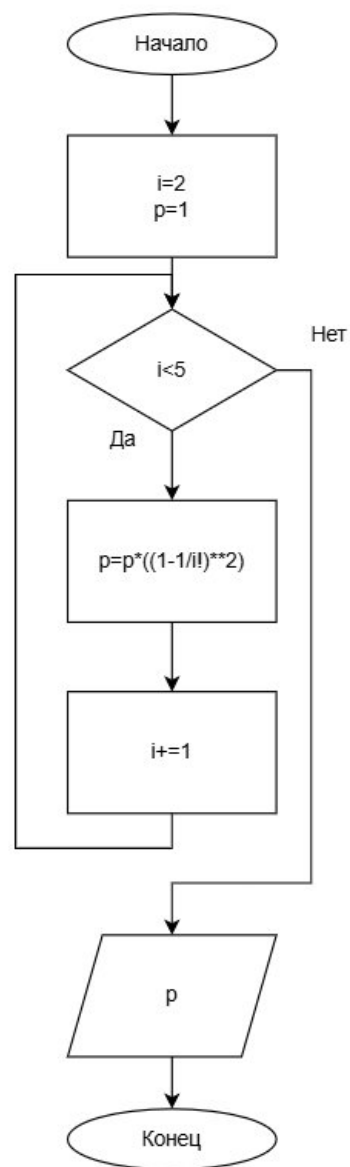 Начало
i=2
p=1
i<5
Нет
Да
p=p*((1-1/i!)**2)
i+=1
p
Конец